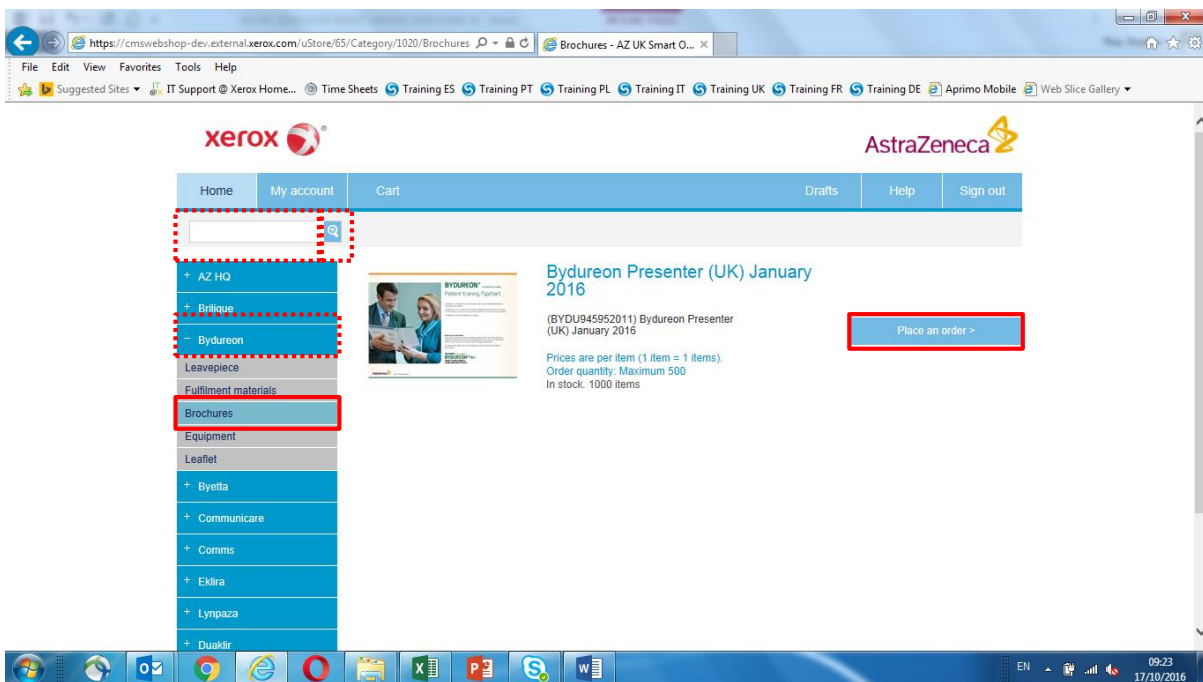 https://cmswebshop-dev.external.xerox.com/uStore/65/Category/1020/Brochures
Brochures - AZ UK Smart O...
File Edit View Favorites Tools Help
Suggested Sites
IT Support @ Xerox Home...
Time Sheets
Training ES
Training PT
Training PL
Training IT
Training UK
Training FR
Training DE
Aprimo Mobile
Web Slice Gallery
xerox
AstraZeneca
Home
My account
Cart
Drafts
Help
Sign out
+ AZ HQ
+ Brilique
− Bydureon
Leavepiece
Fulfilment materials
Brochures
Equipment
Leaflet
+ Byetta
+ Communicare
+ Comms
+ Eklira
+ Lynpaza
+ Duaklir
BYDUREON
Patient training flipchart
Bydureon Presenter (UK) January
2016
(BYDU945952011) Bydureon Presenter
(UK) January 2016
Prices are per item (1 item = 1 items).
Order quantity: Maximum 500
In stock. 1000 items
Place an order >
EN
09:23
17/10/2016